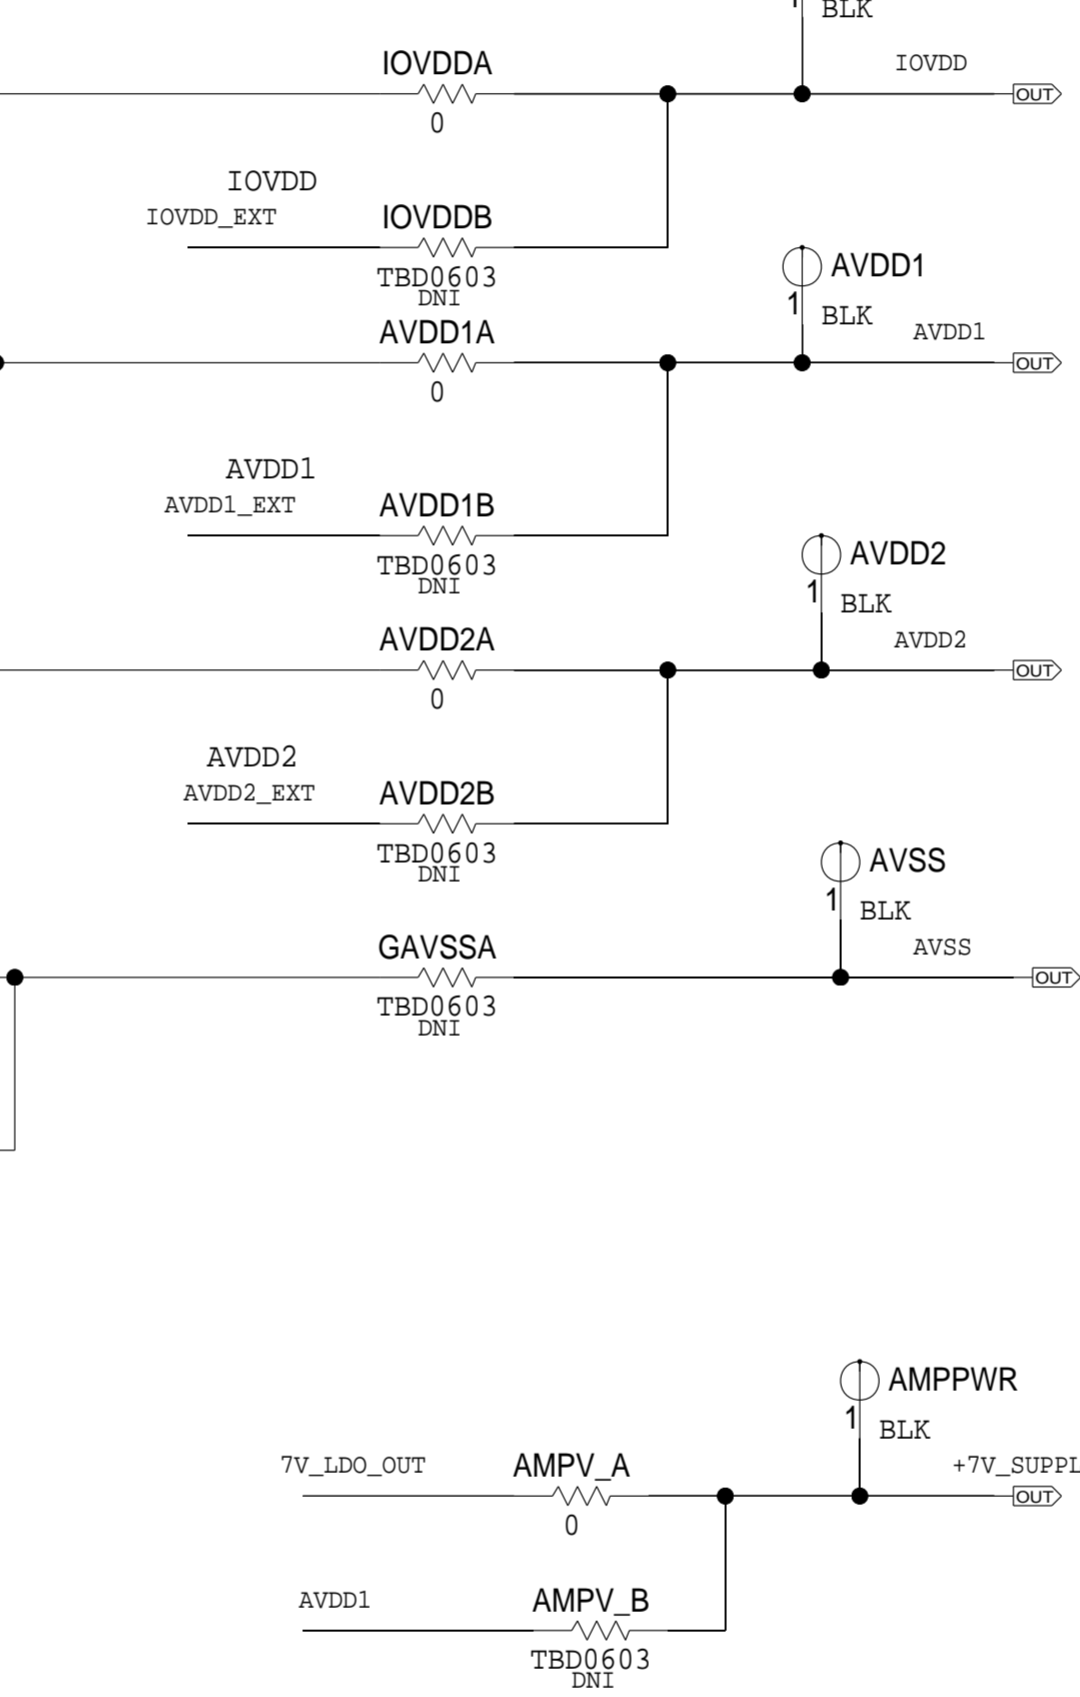 1
BLK
IOVDDA
IOVDD
OUT
0
IOVDD
IOVDD_EXT
IOVDDB
TBD0603
DNI
AVDD1
1
BLK
AVDD1A
AVDD1
OUT
0
AVDD1
AVDD1_EXT
AVDD1B
TBD0603
DNI
AVDD2
1
BLK
AVDD2A
AVDD2
OUT
0
AVDD2
AVDD2_EXT
AVDD2B
TBD0603
DNI
AVSS
1
BLK
GAVSSA
AVSS
OUT
TBD0603
DNI
AMPPWR
1
BLK
7V_LDO_OUT
AMPV_A
+7V_SUPPL
OUT
0
AVDD1
AMPV_B
TBD0603
DNI